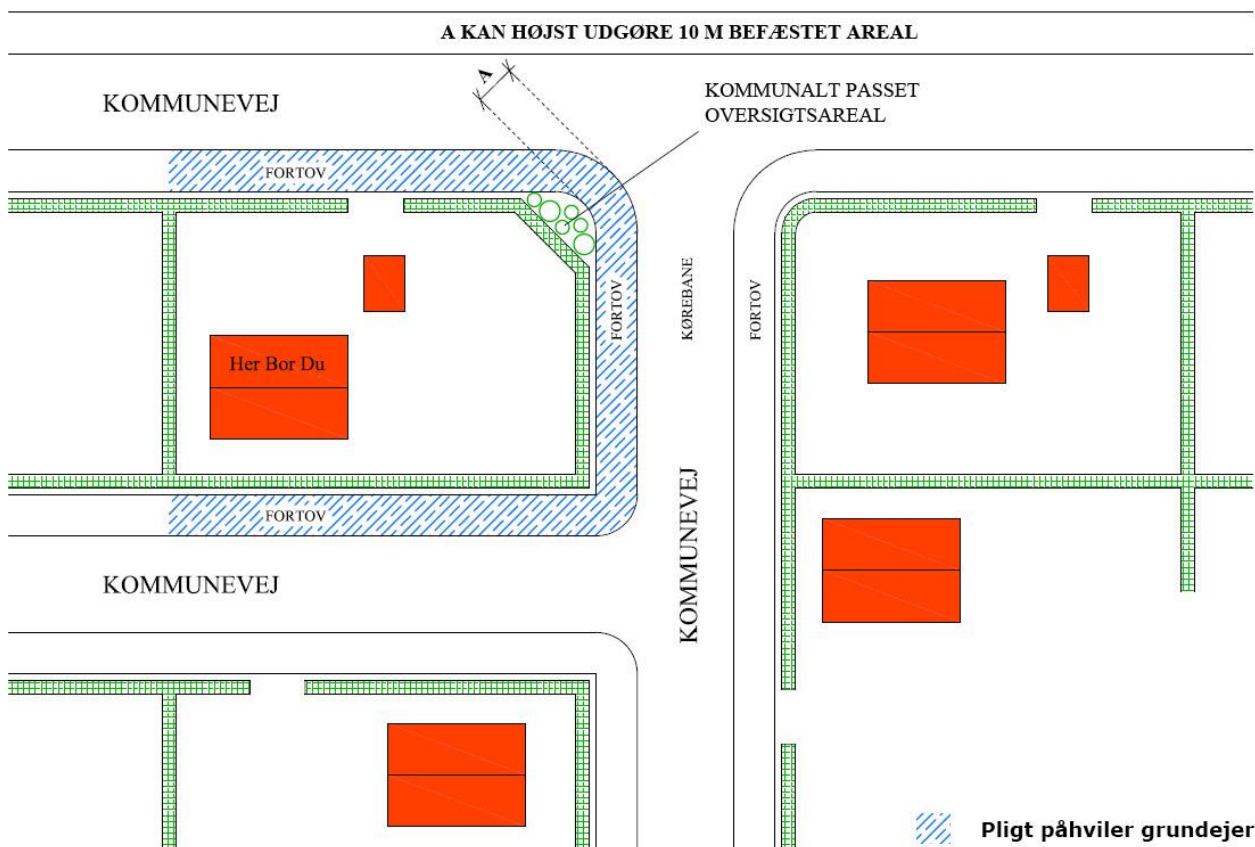 A KAN HØJST UDGØRE 10 M BEFÆSTET AREAL
A
KOMMUNEVEJ
KOMMUNALT PASSET
OVERSIGTSAREAL
FORTOV
FORTOV
KØREBANE
FORTOV
Her Bor Du
FORTOV
KOMMUNEVEJ
KOMMUNEVEJ
Pligt påhviler grundejer